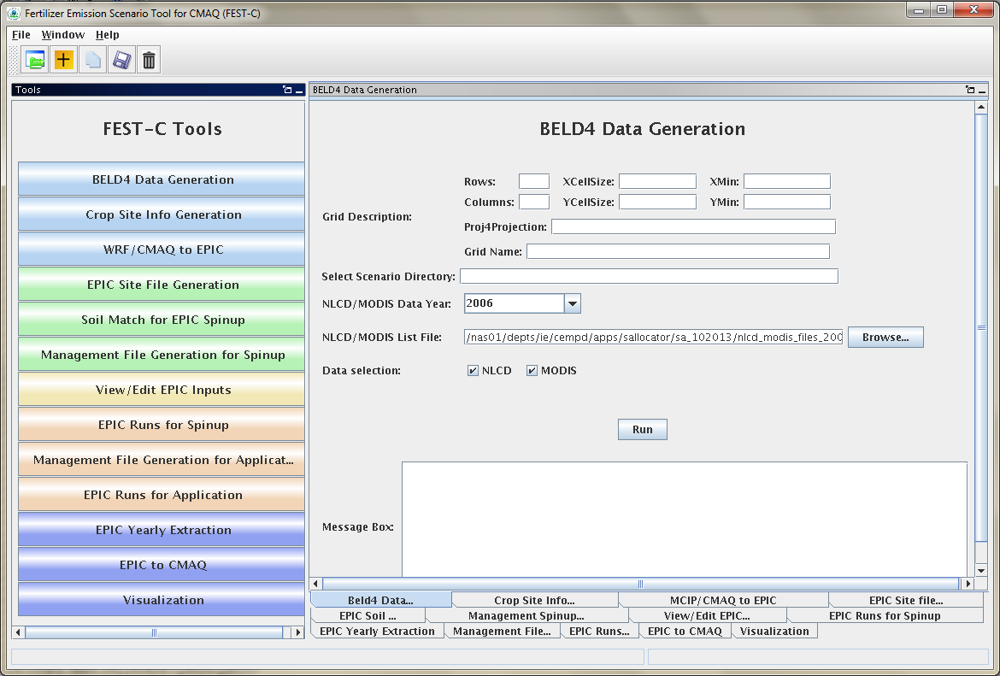 Fertilizer Emission Scenario Tool for CMAQ (FEST-C)
File Window Help
Tools
FEST-C Tools
BELD4 Data Generation
Crop Site Info Generation
WRF/CMAQ to EPIC
EPIC Site File Generation
Soil Match for EPIC Spinup
Management File Generation for Spinup
View/Edit EPIC Inputs
EPIC Runs for Spinup
Management File Generation for Applicat...
EPIC Runs for Application
EPIC Yearly Extraction
EPIC to CMAQ
Visualization
BELD4 Data Generation
BELD4 Data Generation
Grid Description:
Rows: XCellSize: XMin:
Columns: YCellSize: YMin:
Proj4Projection:
Grid Name:
Select Scenario Directory:
NLCD/MODIS Data Year: 2006
NLCD/MODIS List File: /nas01/depts/ie/cempd/apps/sallocator/sa_102013/nlcd_modis_files_200 Browse...
Data selection: NLCD MODIS
Run
Message Box:
Beld4 Data... Crop Site Info... MCIP/CMAQ to EPIC EPIC Site file...
EPIC Soil ... Management Spinup... View/Edit EPIC... EPIC Runs for Spinup
EPIC Yearly Extraction Management File... EPIC Runs... EPIC to CMAQ Visualization